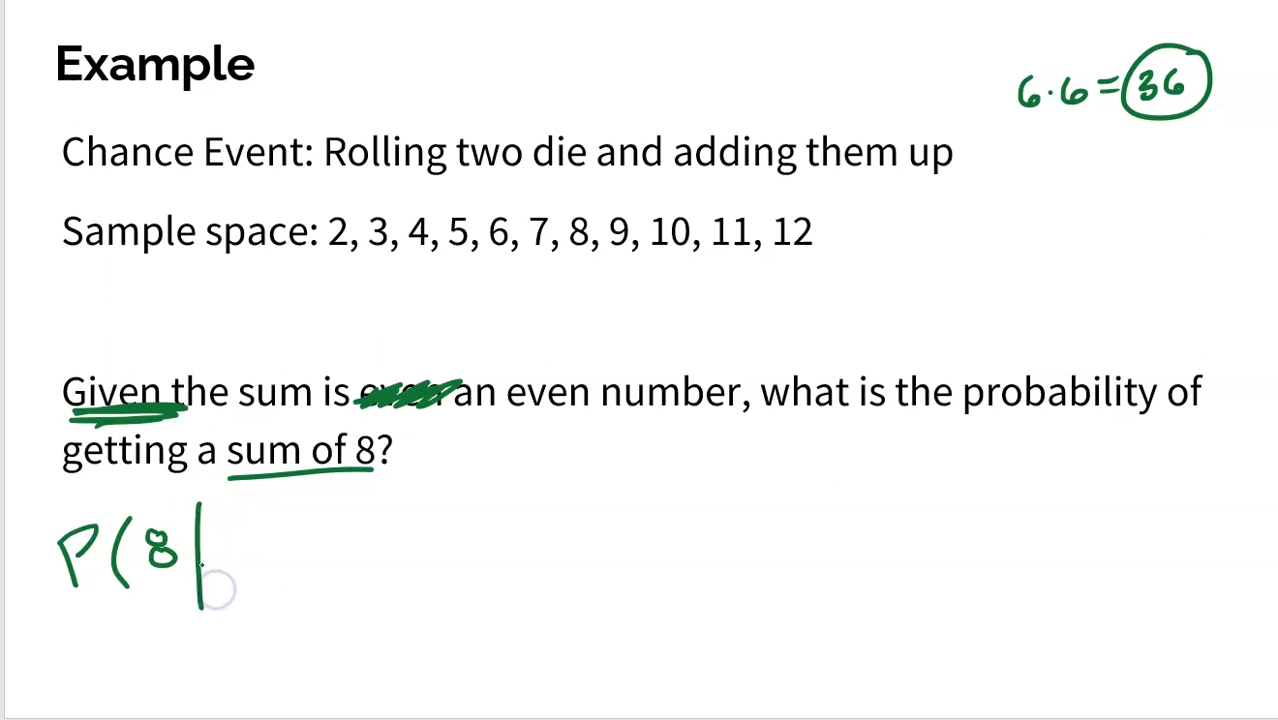 Example
6·6=36
Chance Event: Rolling two die and adding them up
Sample space: 2, 3, 4, 5, 6, 7, 8, 9, 10, 11, 12
Given the sum is even an even number, what is the probability of
getting a sum of 8?
P(8|